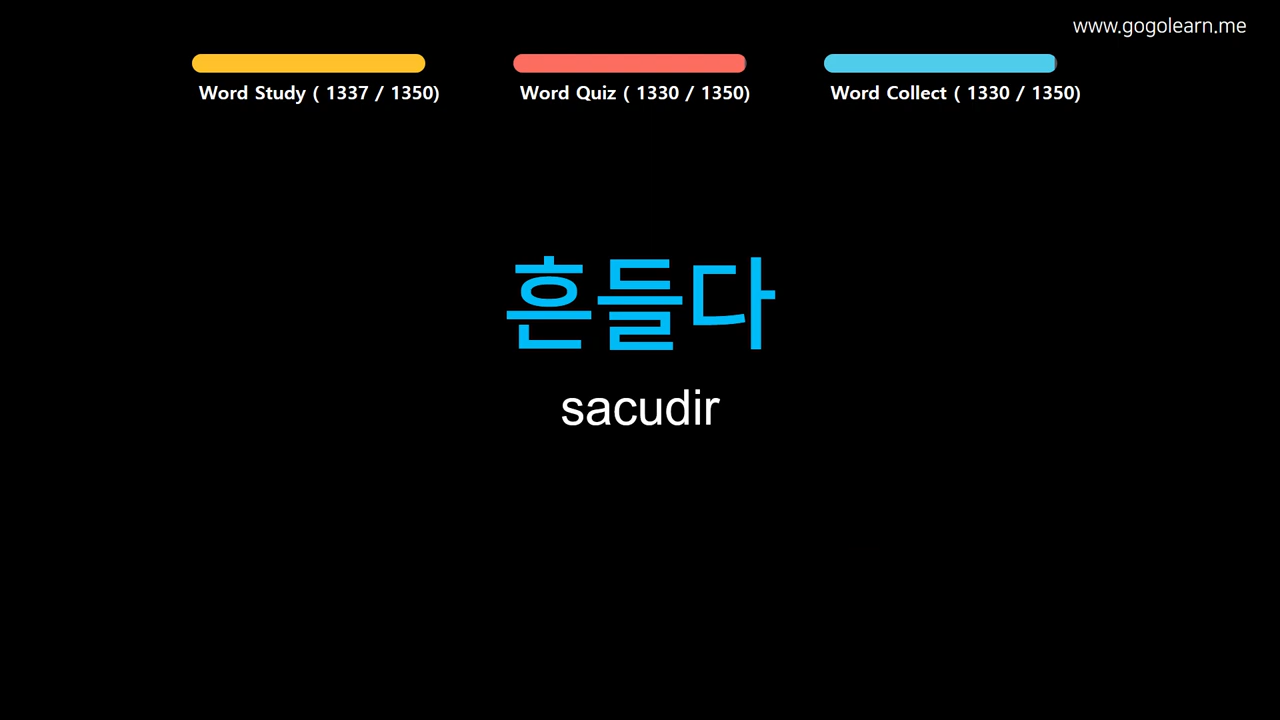 www.gogolearn.me
Word Study ( 1337 / 1350)
Word Quiz ( 1330 / 1350)
Word Collect ( 1330 / 1350)
흔들다
sacudir